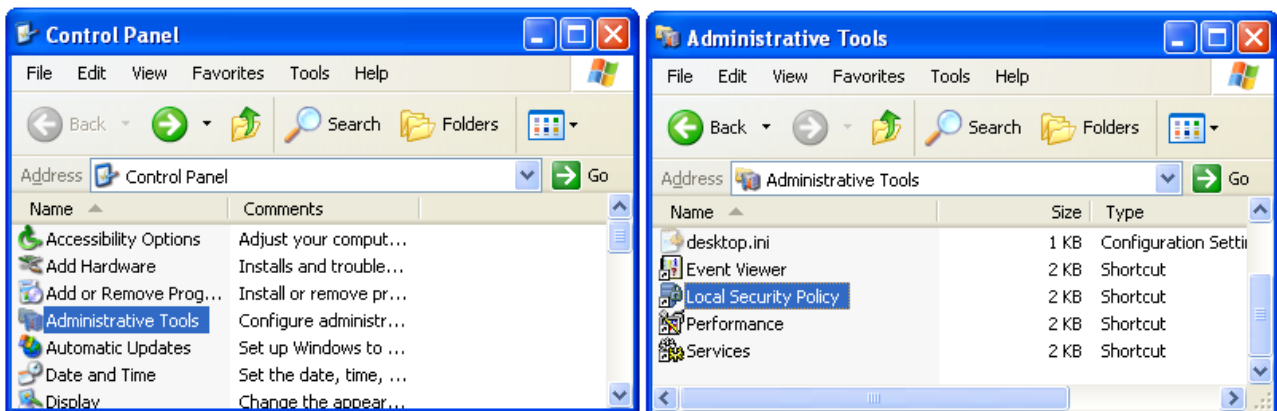 Control Panel
File Edit View Favorites Tools Help
Back Search Folders
Address Control Panel Go
Name Comments
Accessibility Options Adjust your comput...
Add Hardware Installs and trouble...
Add or Remove Prog... Install or remove pr...
Administrative Tools Configure administr...
Automatic Updates Set up Windows to ...
Date and Time Set the date, time, ...
Display Change the appear...
Administrative Tools
File Edit View Favorites Tools Help
Back Search Folders
Address Administrative Tools Go
Name Size Type
desktop.ini 1 KB Configuration Settin
Event Viewer 2 KB Shortcut
Local Security Policy 2 KB Shortcut
Performance 2 KB Shortcut
Services 2 KB Shortcut